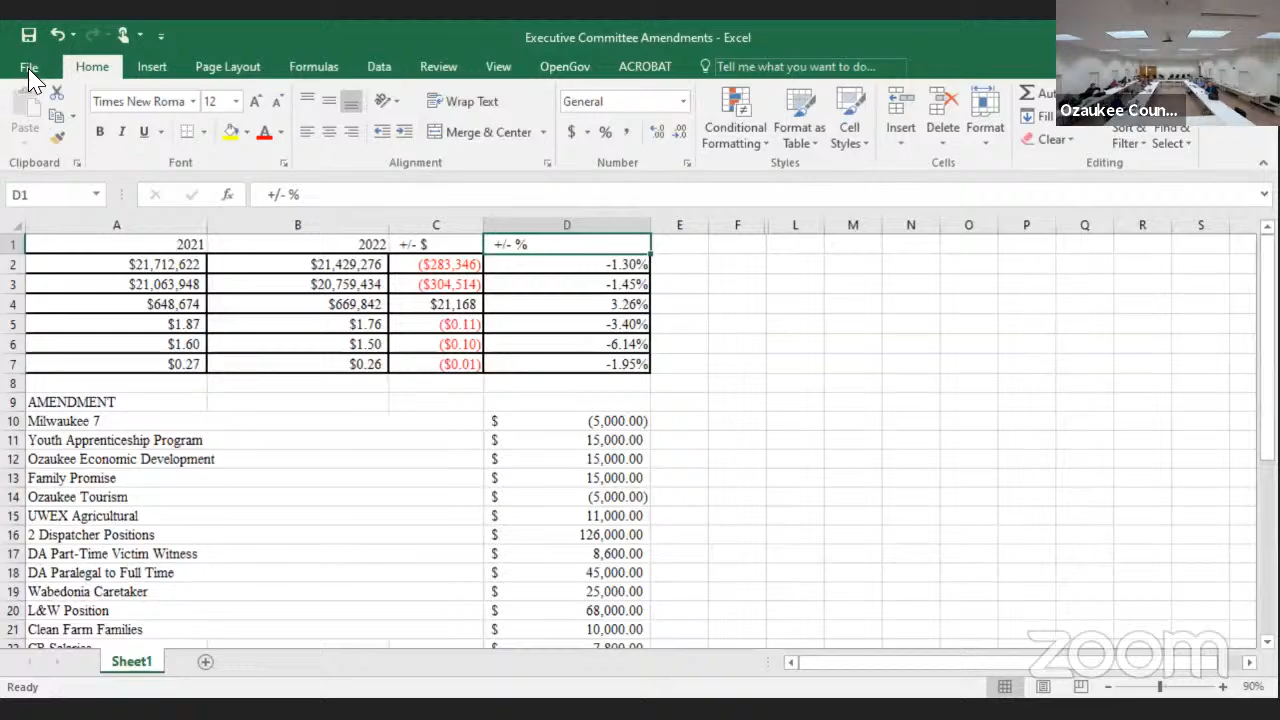 Executive Committee Amendments - Excel
File Home Insert Page Layout Formulas Data Review View OpenGov ACROBAT Tell me what you want to do...
Ozaukee Coun...
Times New Roma 12 Wrap Text General
Paste B I U Merge & Center $ % , Conditional Formatting Format as Table Cell Styles Insert Delete Format Fill Clear Sort & Filter Find & Select
Clipboard Font Alignment Number Styles Cells Editing
D1 fx +/- %
A B C D E F L M N O P Q R S
1 2021 2022 +/- $ +/- %
2 $21,712,622 $21,429,276 ($283,346) -1.30%
3 $21,063,948 $20,759,434 ($304,514) -1.45%
4 $648,674 $669,842 $21,168 3.26%
5 $1.87 $1.76 ($0.11) -3.40%
6 $1.60 $1.50 ($0.10) -6.14%
7 $0.27 $0.26 ($0.01) -1.95%
8
9 AMENDMENT
10 Milwaukee 7 $ (5,000.00)
11 Youth Apprenticeship Program $ 15,000.00
12 Ozaukee Economic Development $ 15,000.00
13 Family Promise $ 15,000.00
14 Ozaukee Tourism $ (5,000.00)
15 UWEX Agricultural $ 11,000.00
16 2 Dispatcher Positions $ 126,000.00
17 DA Part-Time Victim Witness $ 8,600.00
18 DA Paralegal to Full Time $ 45,000.00
19 Wabedonia Caretaker $ 25,000.00
20 L&W Position $ 68,000.00
21 Clean Farm Families $ 10,000.00
Sheet1
zoom
Ready 90%